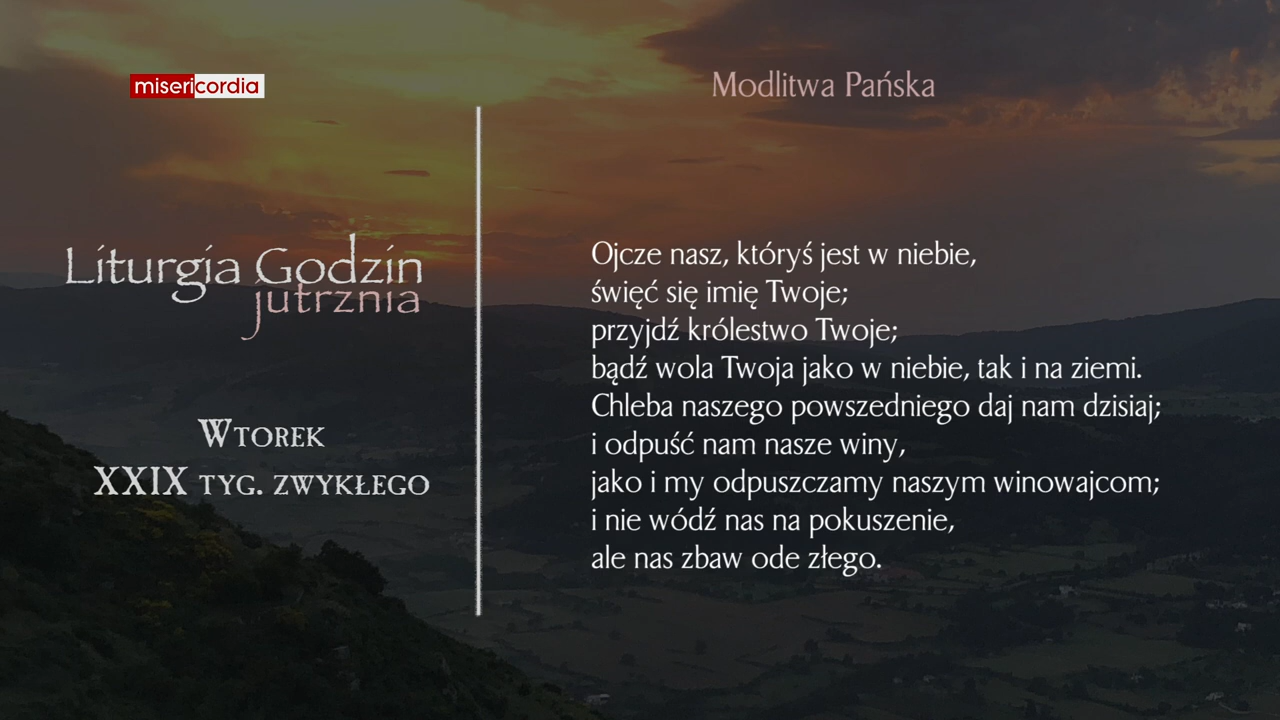 misericordia
Liturgia Godzin
jutrznia
Wtorek
XXIX tyg. zwykłego
Modlitwa Pańska
Ojcze nasz, któryś jest w niebie,
święć się imię Twoje;
przyjdź królestwo Twoje;
bądź wola Twoja jako w niebie, tak i na ziemi.
Chleba naszego powszedniego daj nam dzisiaj;
i odpuść nam nasze winy,
jako i my odpuszczamy naszym winowajcom;
i nie wódź nas na pokuszenie,
ale nas zbaw ode złego.